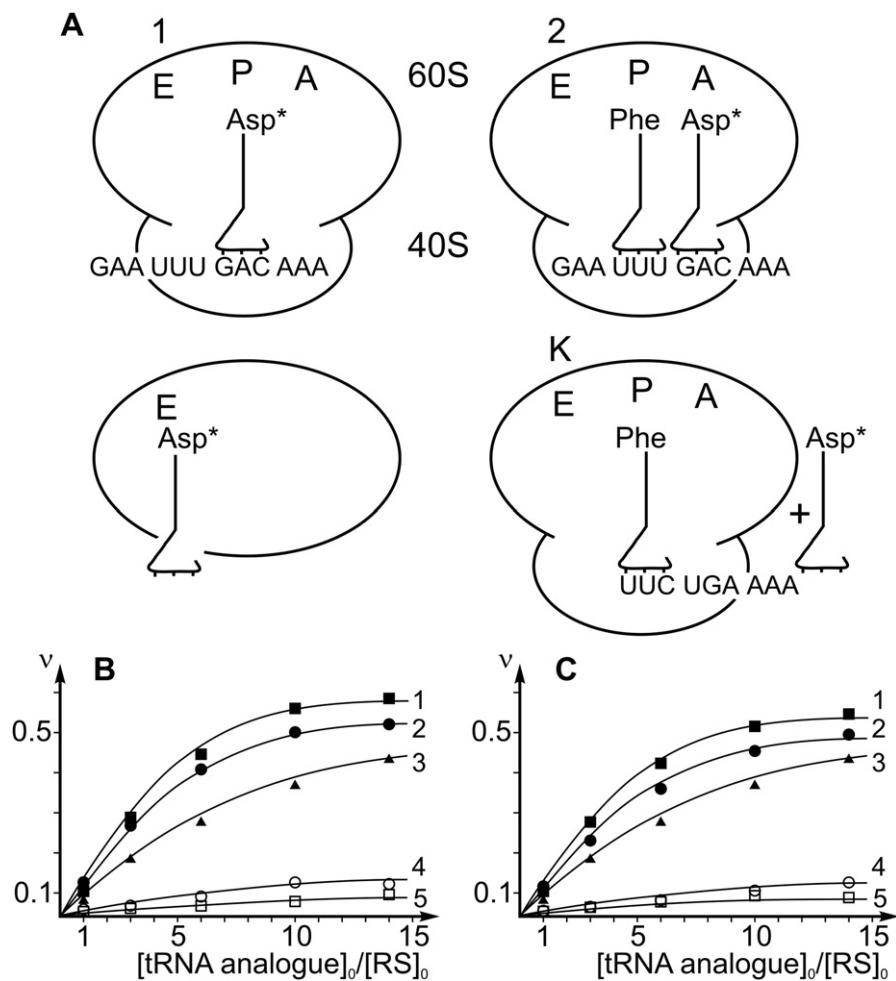 A
1
2
E P A
60S
E P A
Asp*
Phe Asp*
40S
GAA UUU GAC AAA
GAA UUU GAC AAA
K
E
E P A
Asp*
Phe
Asp*
+
UUC UGA AAA
ν
B
1
2
3
4
5
0.5
0.1
1 5 10 15
[tRNA analogue]₀/[RS]₀
ν
C
1
2
3
4
5
0.5
0.1
1 5 10 15
[tRNA analogue]₀/[RS]₀